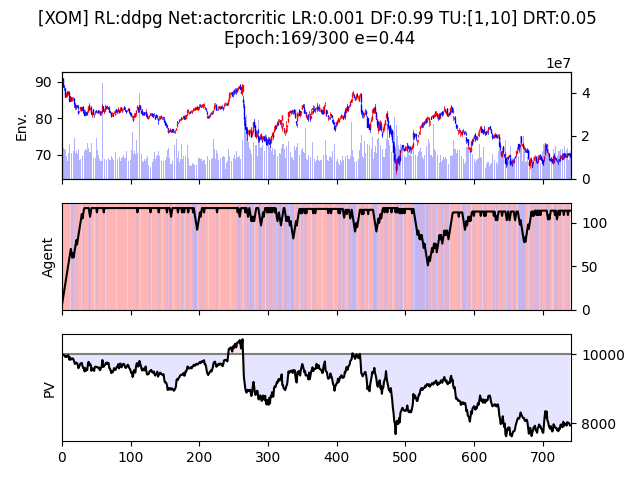 [XOM] RL:ddpg Net:actorcritic LR:0.001 DF:0.99 TU:[1,10] DRT:0.05
Epoch:169/300 e=0.44
1e7
Env.
90
80
70
4
2
0
Agent
100
50
0
PV
10000
8000
0 100 200 300 400 500 600 700